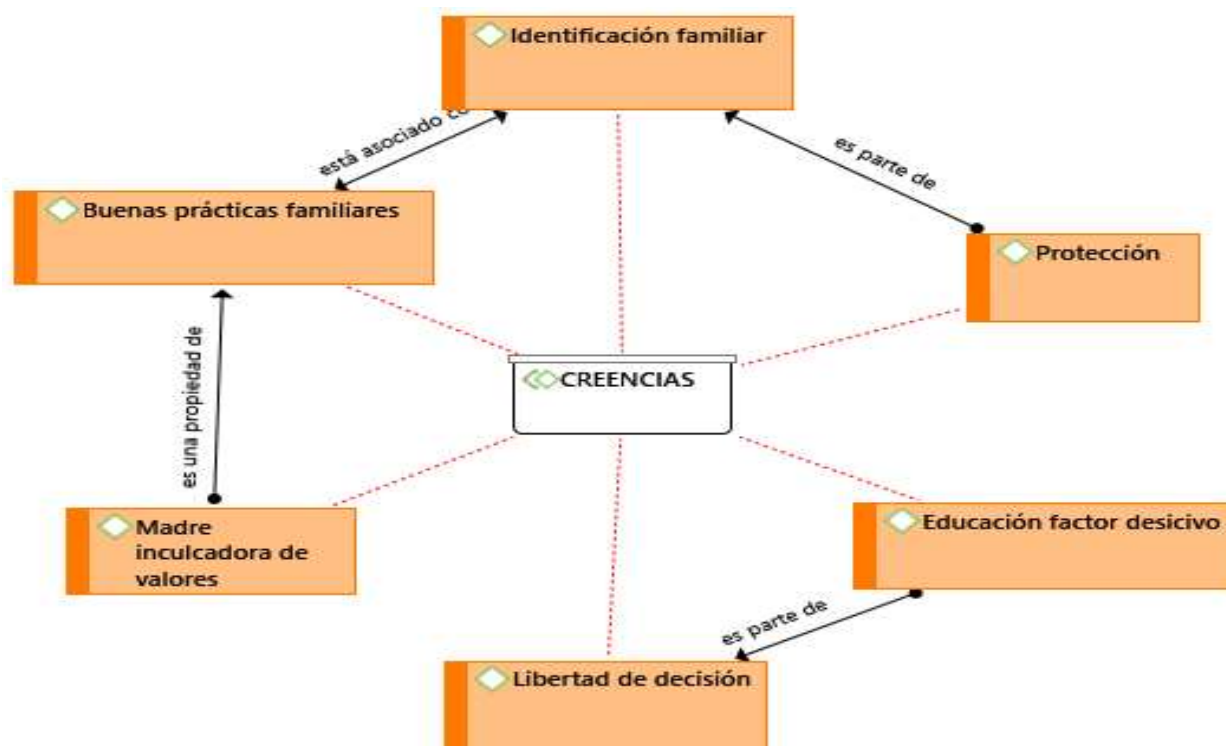 Identificación familiar
está asociado
es parte de
Buenas prácticas familiares
Protección
es una propiedad de
CREENCIAS
Madre
inculcadora de
valores
Educación factor desicivo
es parte de
Libertad de decisión